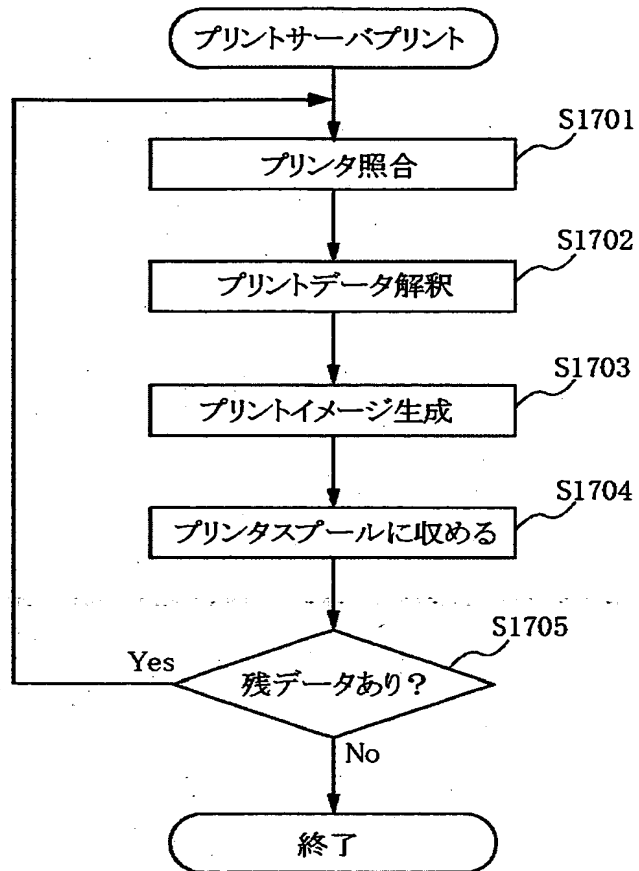 プリントサーバプリント
S1701
プリンタ照合
S1702
プリントデータ解釈
S1703
プリントイメージ生成
S1704
プリンタスプールに収める
S1705
Yes
残データあり?
No
終了